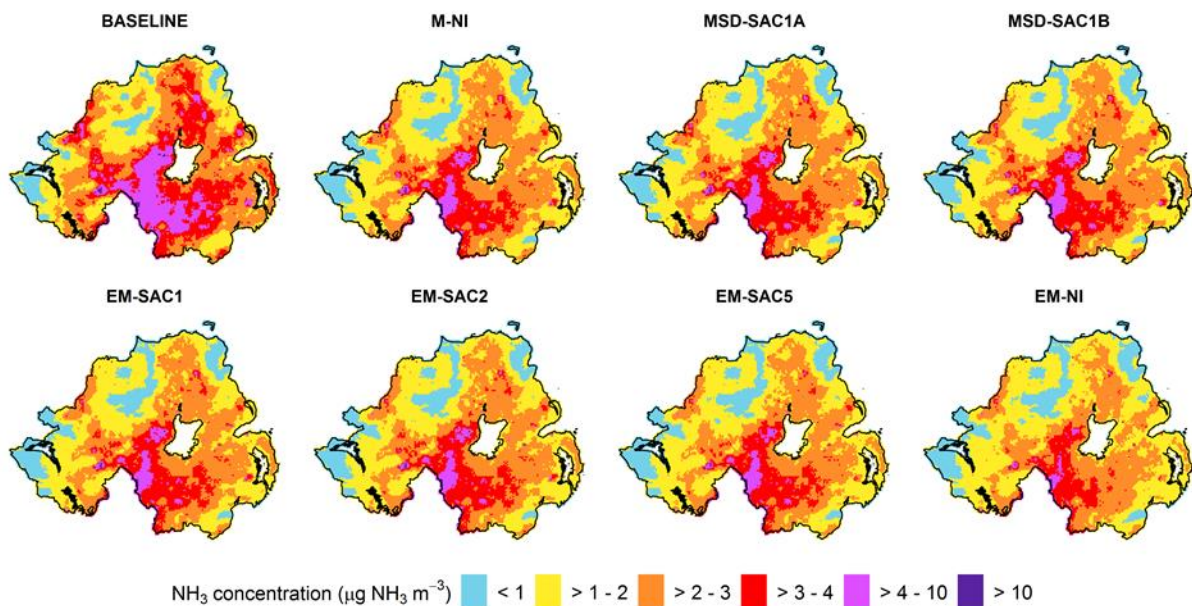 BASELINE M-NI MSD-SAC1A MSD-SAC1B
EM-SAC1 EM-SAC2 EM-SAC5 EM-NI
NH₃ concentration (μg NH₃ m⁻³) < 1 > 1 - 2 > 2 - 3 > 3 - 4 > 4 - 10 > 10